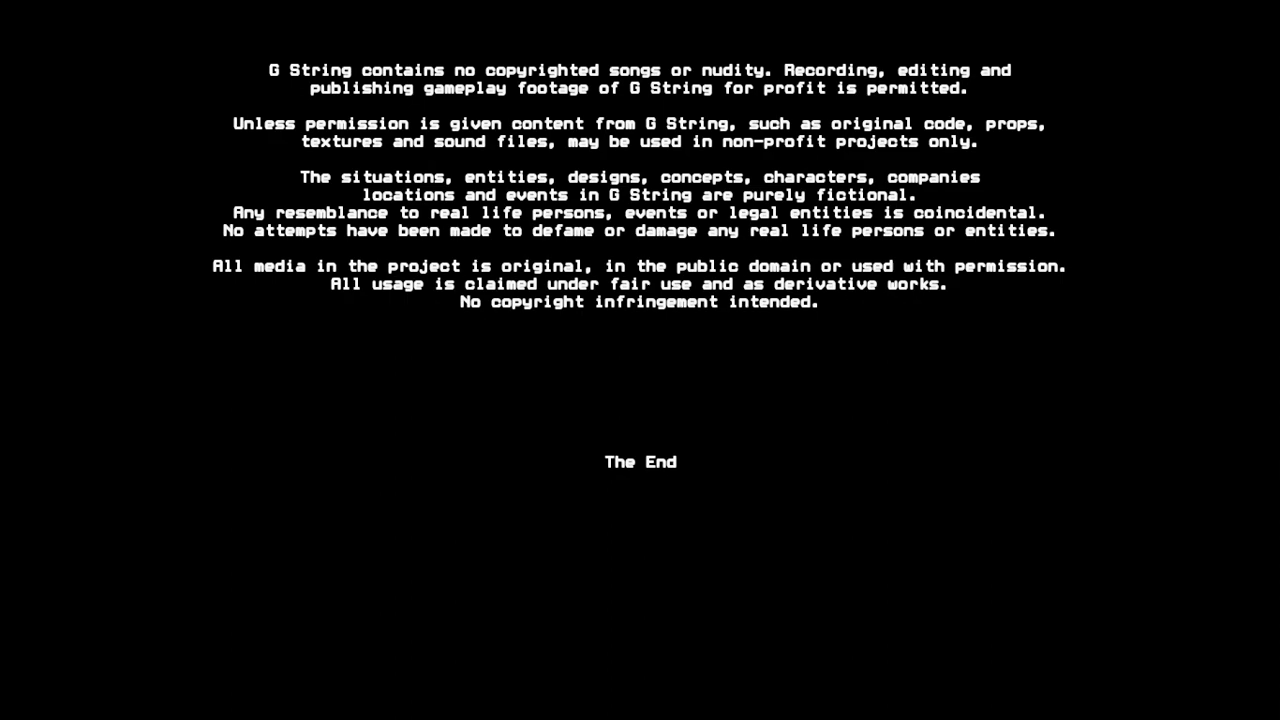 G String contains no copyrighted songs or nudity. Recording, editing and
publishing gameplay footage of G String for profit is permitted.
Unless permission is given content from G String, such as original code, props,
textures and sound files, may be used in non-profit projects only.
The situations, entities, designs, concepts, characters, companies
locations and events in G String are purely fictional.
Any resemblance to real life persons, events or legal entities is coincidental.
No attempts have been made to defame or damage any real life persons or entities.
All media in the project is original, in the public domain or used with permission.
All usage is claimed under fair use and as derivative works.
No copyright infringement intended.
The End